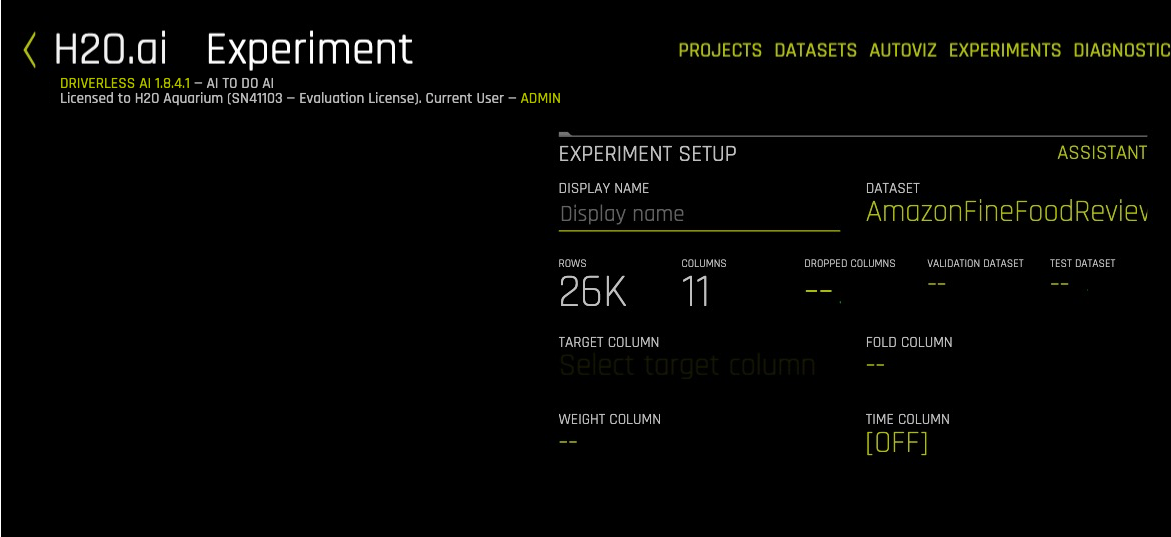 H2O.ai Experiment
PROJECTS DATASETS AUTOVIZ EXPERIMENTS DIAGNOSTIC
DRIVERLESS AI 1.8.4.1 – AI TO DO AI
Licensed to H2O Aquarium (SN41103 – Evaluation License). Current User – ADMIN
EXPERIMENT SETUP ASSISTANT
DISPLAY NAME DATASET
Display name AmazonFineFoodReview
ROWS COLUMNS DROPPED COLUMNS VALIDATION DATASET TEST DATASET
26K 11 -- -- --
TARGET COLUMN FOLD COLUMN
Select target column --
WEIGHT COLUMN TIME COLUMN
-- [OFF]